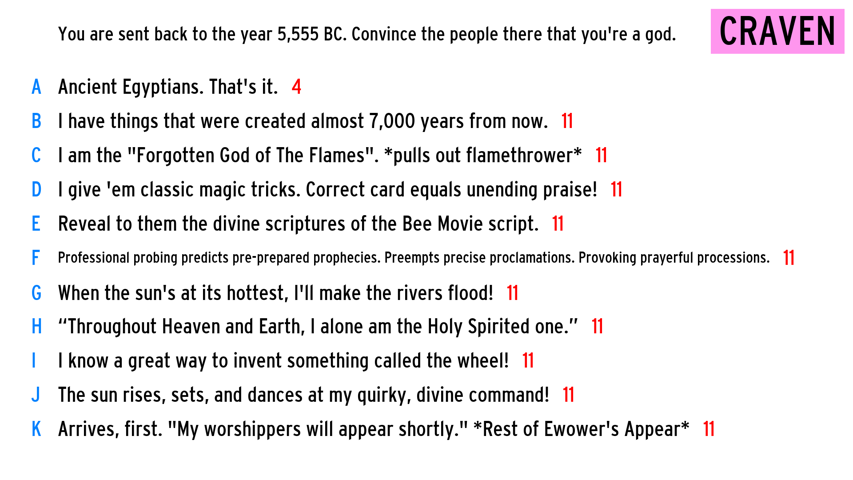 You are sent back to the year 5,555 BC. Convince the people there that you're a god.
CRAVEN
A Ancient Egyptians. That's it. 4
B I have things that were created almost 7,000 years from now. 11
C I am the "Forgotten God of The Flames". *pulls out flamethrower* 11
D I give 'em classic magic tricks. Correct card equals unending praise! 11
E Reveal to them the divine scriptures of the Bee Movie script. 11
F Professional probing predicts pre-prepared prophecies. Preempts precise proclamations. Provoking prayerful processions. 11
G When the sun's at its hottest, I'll make the rivers flood! 11
H “Throughout Heaven and Earth, I alone am the Holy Spirited one.” 11
I I know a great way to invent something called the wheel! 11
J The sun rises, sets, and dances at my quirky, divine command! 11
K Arrives, first. "My worshippers will appear shortly." *Rest of Ewower's Appear* 11